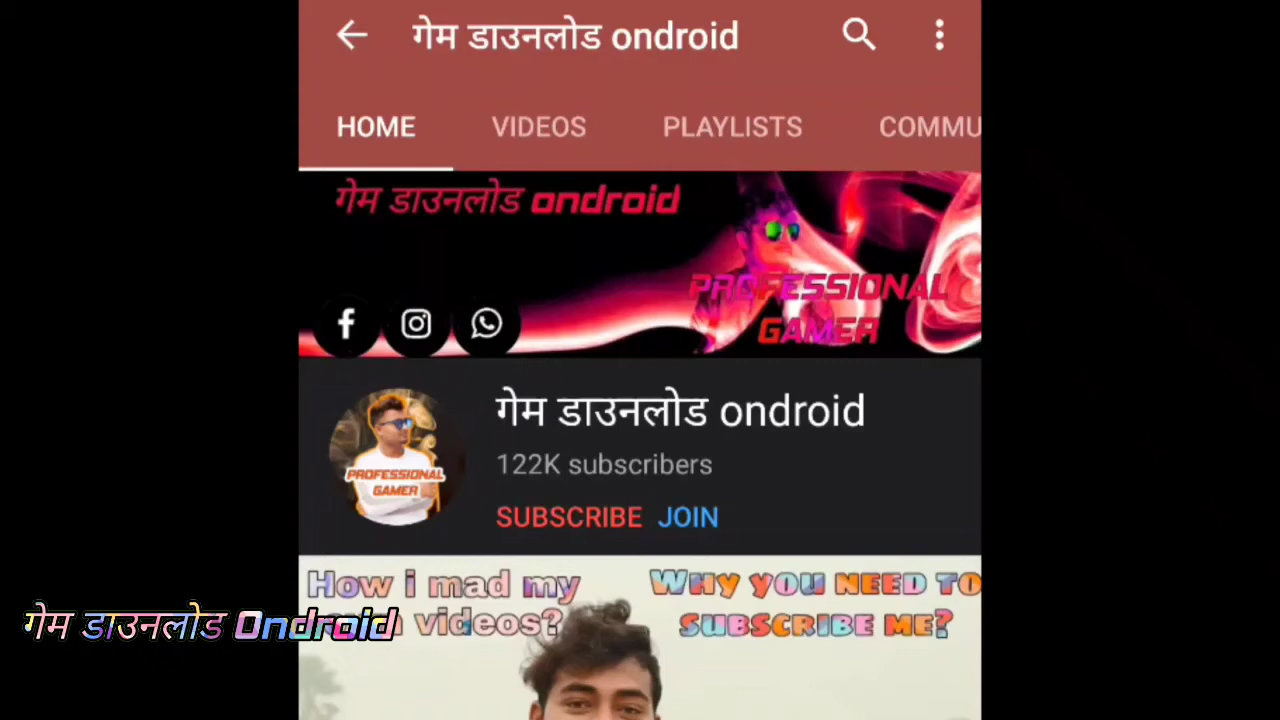 गेम डाउनलोड ondroid
HOME VIDEOS PLAYLISTS COMMU
गेम डाउनलोड ondroid
PROFESSIONAL
GAMER
गेम डाउनलोड ondroid
122K subscribers
PROFESSIONAL
GAMER
SUBSCRIBE JOIN
How i mad my
videos?
WHY YOU NEED TO
SUBSCRIBE ME?
गेम डाउनलोड Ondroid